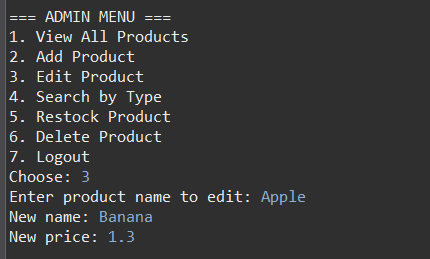 === ADMIN MENU ===
1. View All Products
2. Add Product
3. Edit Product
4. Search by Type
5. Restock Product
6. Delete Product
7. Logout
Choose: 3
Enter product name to edit: Apple
New name: Banana
New price: 1.3